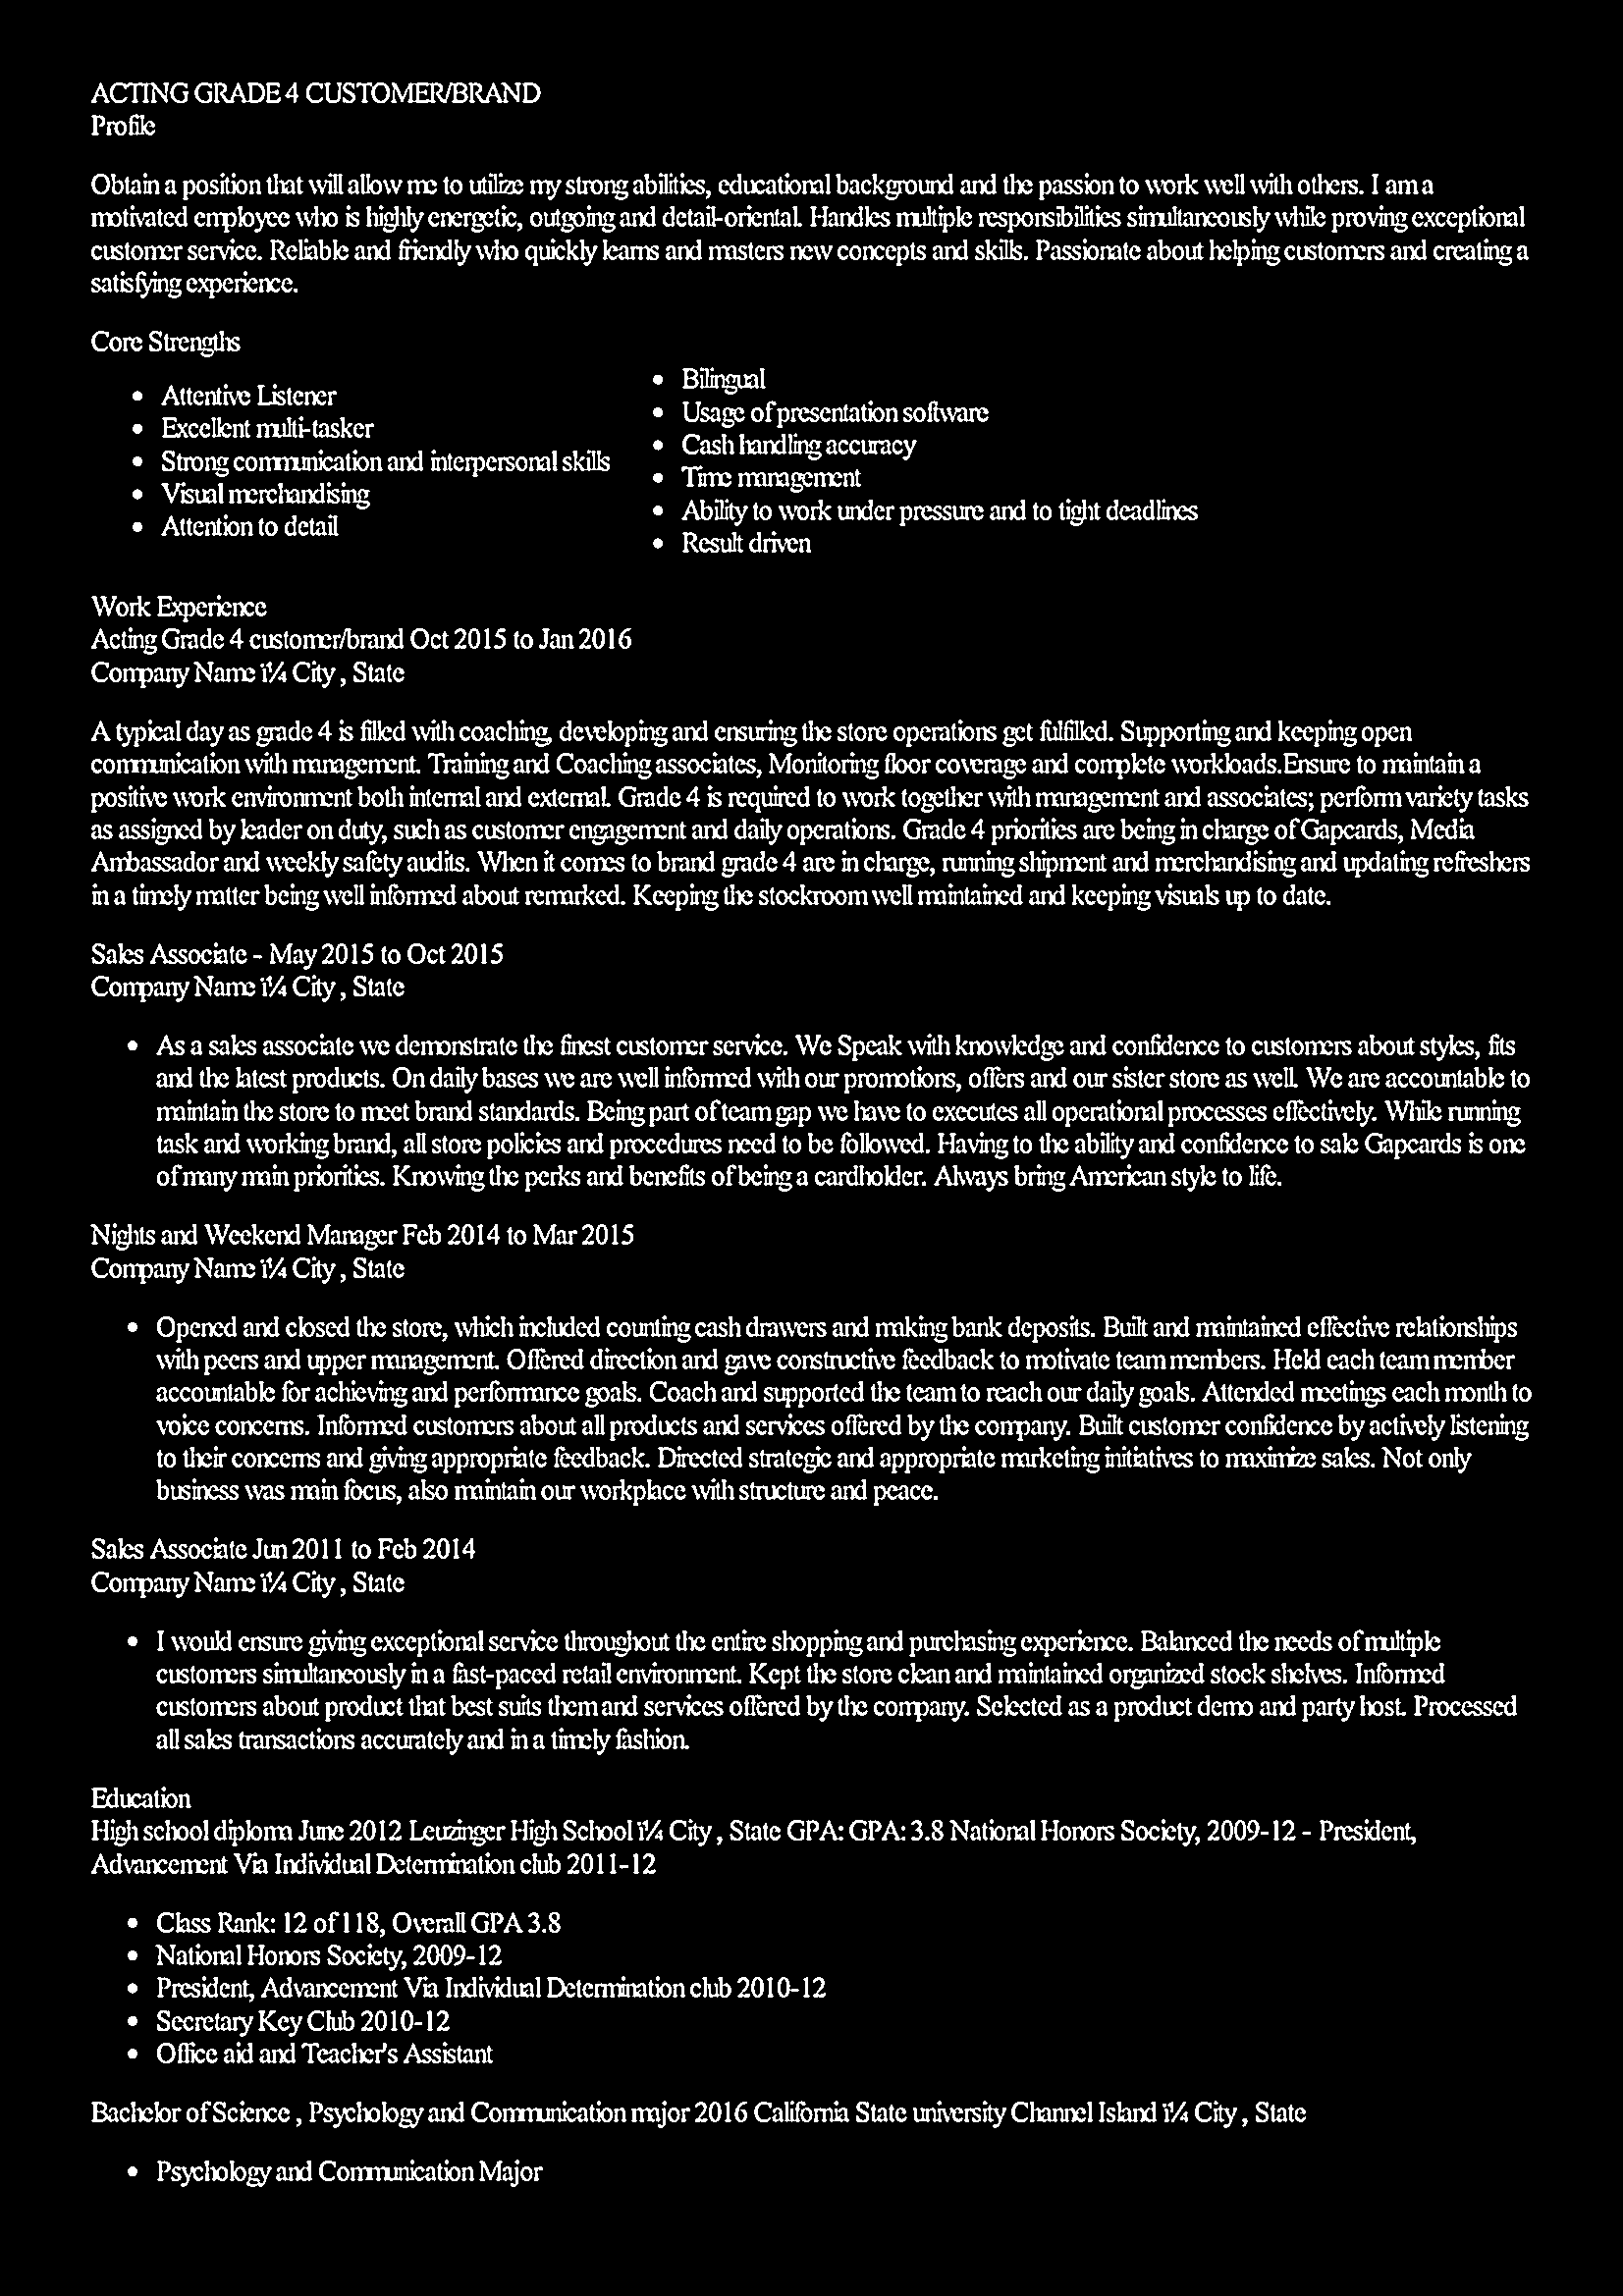 ACTING GRADE 4 CUSTOMER/BRAND
Profile
Obtain a position that will allow me to utilize my strong abilities, educational background and the passion to work well with others. I am a
motivated employee who is highly energetic, outgoing and detail-oriental. Handles multiple responsibilities simultaneously while proving exceptional
customer service. Reliable and friendly who quickly learns and masters new concepts and skills. Passionate about helping customers and creating a
satisfying experience.
Core Strengths
• Attentive Listener
• Excellent multi-tasker
• Strong communication and interpersonal skills
• Visual merchandising
• Attention to detail
• Bilingual
• Usage of presentation software
• Cash handling accuracy
• Time management
• Ability to work under pressure and to tight deadlines
• Result driven
Work Experience
Acting Grade 4 customer/brand Oct 2015 to Jan 2016
Company Name ï¼ City , State
A typical day as grade 4 is filled with coaching, developing and ensuring the store operations get fulfilled. Supporting and keeping open
communication with management. Training and Coaching associates, Monitoring floor coverage and complete workloads.Ensure to maintain a
positive work environment both internal and external. Grade 4 is required to work together with management and associates; perform variety tasks
as assigned by leader on duty, such as customer engagement and daily operations. Grade 4 priorities are being in charge of Gapcards, Media
Ambassador and weekly safety audits. When it comes to brand grade 4 are in charge, running shipment and merchandising and updating refreshers
in a timely matter being well informed about remarked. Keeping the stockroom well maintained and keeping visuals up to date.
Sales Associate - May 2015 to Oct 2015
Company Name ï¼ City , State
• As a sales associate we demonstrate the finest customer service. We Speak with knowledge and confidence to customers about styles, fits
and the latest products. On daily bases we are well informed with our promotions, offers and our sister store as well. We are accountable to
maintain the store to meet brand standards. Being part of team gap we have to executes all operational processes effectively. While running
task and working brand, all store policies and procedures need to be followed. Having to the ability and confidence to sale Gapcards is one
of many main priorities. Knowing the perks and benefits of being a cardholder. Always bring American style to life.
Nights and Weekend Manager Feb 2014 to Mar 2015
Company Name ï¼ City , State
• Opened and closed the store, which included counting cash drawers and making bank deposits. Built and maintained effective relationships
with peers and upper management. Offered direction and gave constructive feedback to motivate team members. Held each team member
accountable for achieving and performance goals. Coach and supported the team to reach our daily goals. Attended meetings each month to
voice concerns. Informed customers about all products and services offered by the company. Built customer confidence by actively listening
to their concerns and giving appropriate feedback. Directed strategic and appropriate marketing initiatives to maximize sales. Not only
business was main focus, also maintain our workplace with structure and peace.
Sales Associate Jun 2011 to Feb 2014
Company Name ï¼ City , State
• I would ensure giving exceptional service throughout the entire shopping and purchasing experience. Balanced the needs of multiple
customers simultaneously in a fast-paced retail environment. Kept the store clean and maintained organized stock shelves. Informed
customers about product that best suits them and services offered by the company. Selected as a product demo and party host. Processed
all sales transactions accurately and in a timely fashion.
Education
High school diploma June 2012 Leuzinger High School ï¼ City , State GPA: GPA: 3.8 National Honors Society, 2009-12 - President,
Advancement Via Individual Determination club 2011-12
• Class Rank: 12 of 118, Overall GPA 3.8
• National Honors Society, 2009-12
• President, Advancement Via Individual Determination club 2010-12
• Secretary Key Club 2010-12
• Office aid and Teacher's Assistant
Bachelor of Science , Psychology and Communication major 2016 California State university Channel Island ï¼ City , State
• Psychology and Communication Major